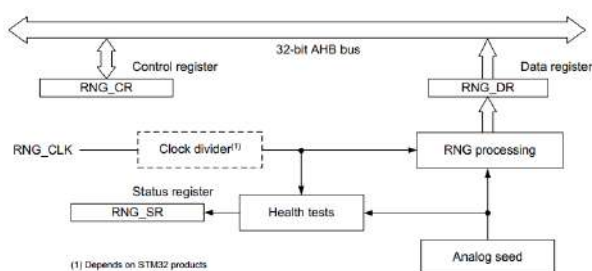 32-bit AHB bus
Control register
Data register
RNG_CR
RNG_DR
RNG_CLK
Clock divider(1)
RNG processing
Status register
RNG_SR
Health tests
Analog seed
(1) Depends on STM32 products